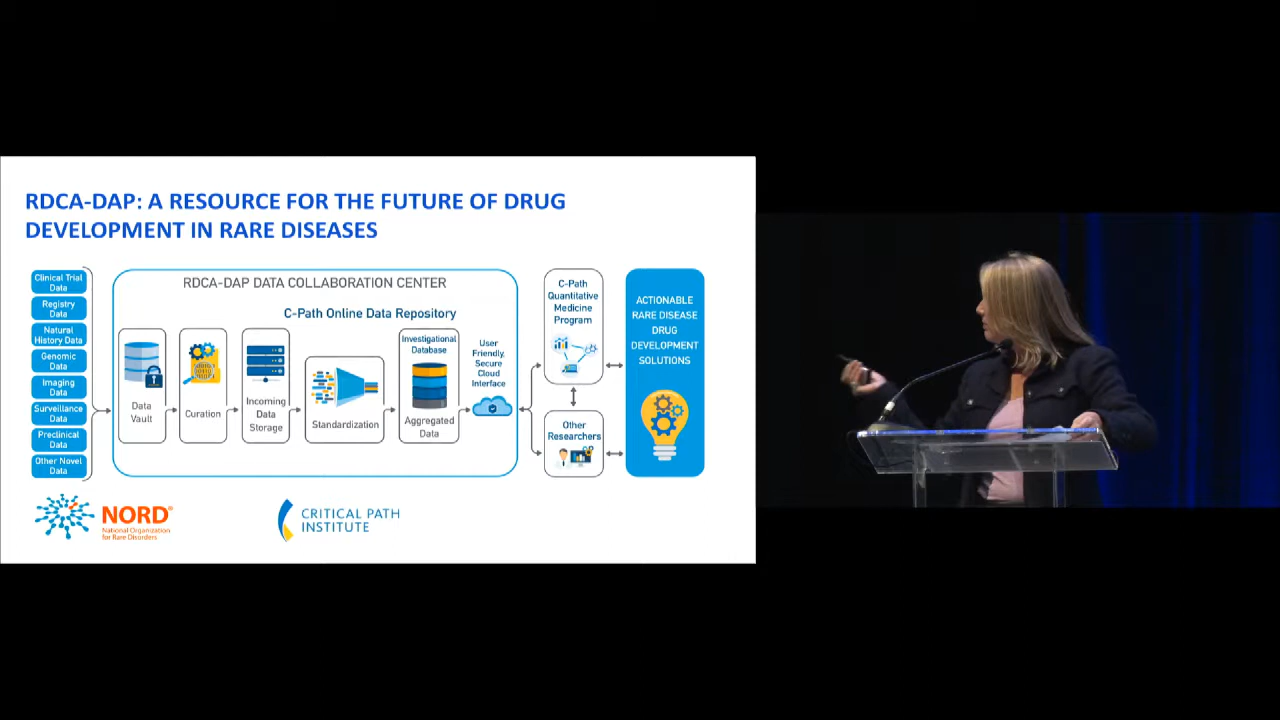 RDCA-DAP: A RESOURCE FOR THE FUTURE OF DRUG
DEVELOPMENT IN RARE DISEASES
Clinical Trial
Data
Registry
Data
Natural
History Data
Genomic
Data
Imaging
Data
Surveillance
Data
Preclinical
Data
Other Novel
Data
RDCA-DAP DATA COLLABORATION CENTER
C-Path Online Data Repository
Data
Vault
Curation
Incoming
Data
Storage
Standardization
Investigational
Database
Aggregated
Data
User
Friendly,
Secure
Cloud
Interface
C-Path
Quantitative
Medicine
Program
Other
Researchers
ACTIONABLE
RARE DISEASE
DRUG
DEVELOPMENT
SOLUTIONS
NORD®
National Organization
for Rare Disorders
CRITICAL PATH
INSTITUTE